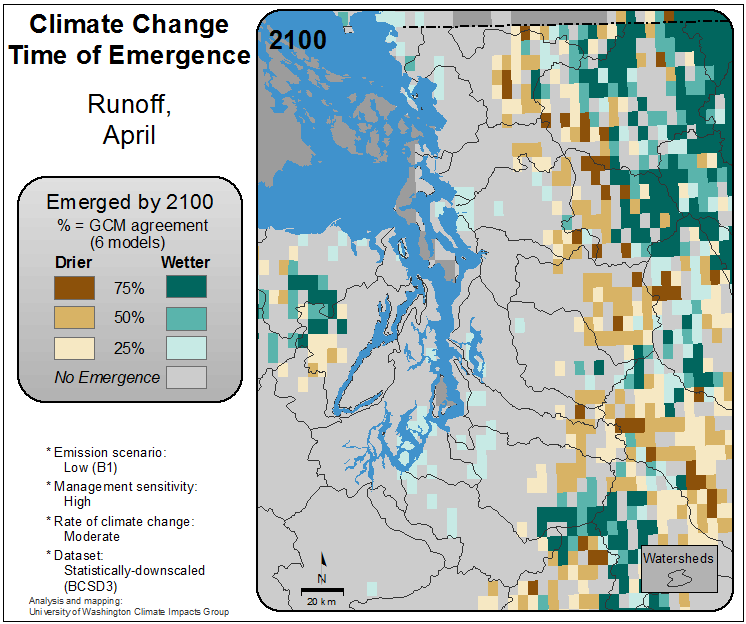 Climate Change
Time of Emergence
Runoff,
April
Emerged by 2100
% = GCM agreement
(6 models)
Drier Wetter
75%
50%
25%
No Emergence
* Emission scenario:
Low (B1)
* Management sensitivity:
High
* Rate of climate change:
Moderate
* Dataset:
Statistically-downscaled
(BCSD3)
Analysis and mapping:
University of Washington Climate Impacts Group
2100
N
20 km
Watersheds